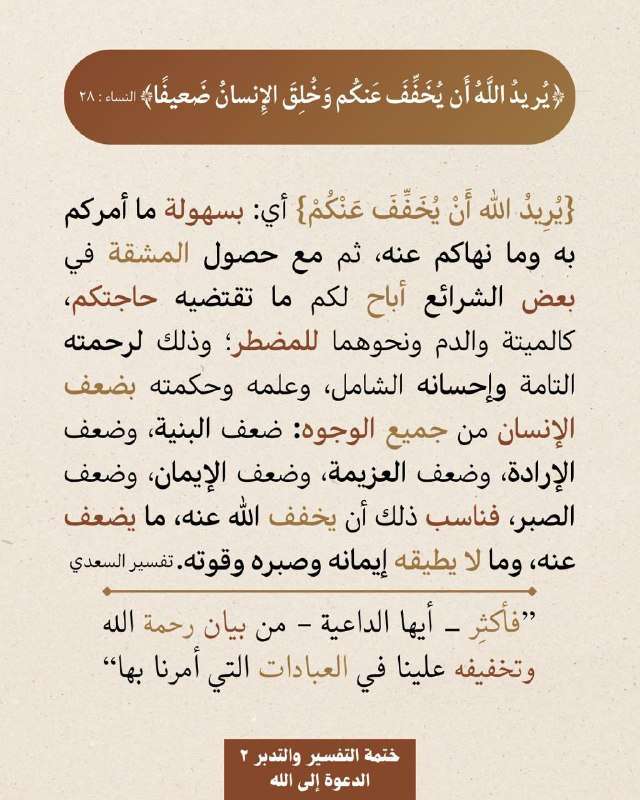 ﴿يُرِيدُ اللَّهُ أَن يُخَفِّفَ عَنكُم وَخُلِقَ الإِنسانُ ضَعيفًا﴾ النساء : ٢٨
{يُرِيدُ الله أَنْ يُخَفِّفَ عَنْكُمْ} أي: بسهولة ما أمركم
به وما نهاكم عنه، ثم مع حصول المشقة في
بعض الشرائع أباح لكم ما تقتضيه حاجتكم،
كالميتة والدم ونحوهما للمضطر؛ وذلك لرحمته
التامة وإحسانه الشامل، وعلمه وحكمته بضعف
الإنسان من جميع الوجوه: ضعف البنية، وضعف
الإرادة، وضعف العزيمة، وضعف الإيمان، وضعف
الصبر، فناسب ذلك أن يخفف الله عنه، ما يضعف
عنه، وما لا يطيقه إيمانه وصبره وقوته. تفسير السعدي
”فأكثِر – أيها الداعية – من بيان رحمة الله
وتخفيفه علينا في العبادات التي أمرنا بها“
ختمة التفسير والتدبر ٢
الدعوة إلى الله